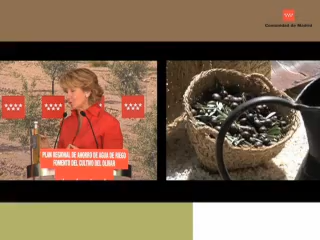 Comunidad de Madrid
PLAN REGIONAL DE AHORRO DE AGUA DE RIEGO
FOMENTO DEL CULTIVO DEL OLIVAR